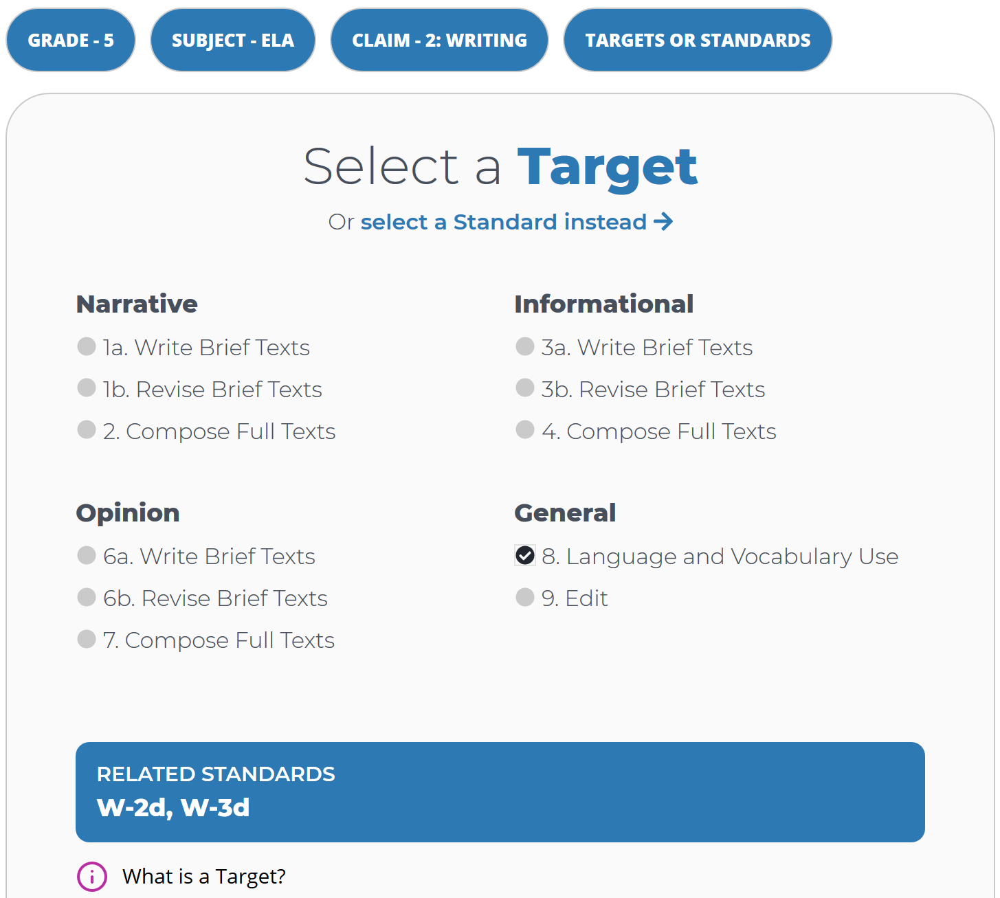 GRADE - 5
SUBJECT - ELA
CLAIM - 2: WRITING
TARGETS OR STANDARDS
Select a Target
Or select a Standard instead →
Narrative
1a. Write Brief Texts
1b. Revise Brief Texts
2. Compose Full Texts
Informational
3a. Write Brief Texts
3b. Revise Brief Texts
4. Compose Full Texts
Opinion
6a. Write Brief Texts
6b. Revise Brief Texts
7. Compose Full Texts
General
8. Language and Vocabulary Use
9. Edit
RELATED STANDARDS
W-2d, W-3d
What is a Target?